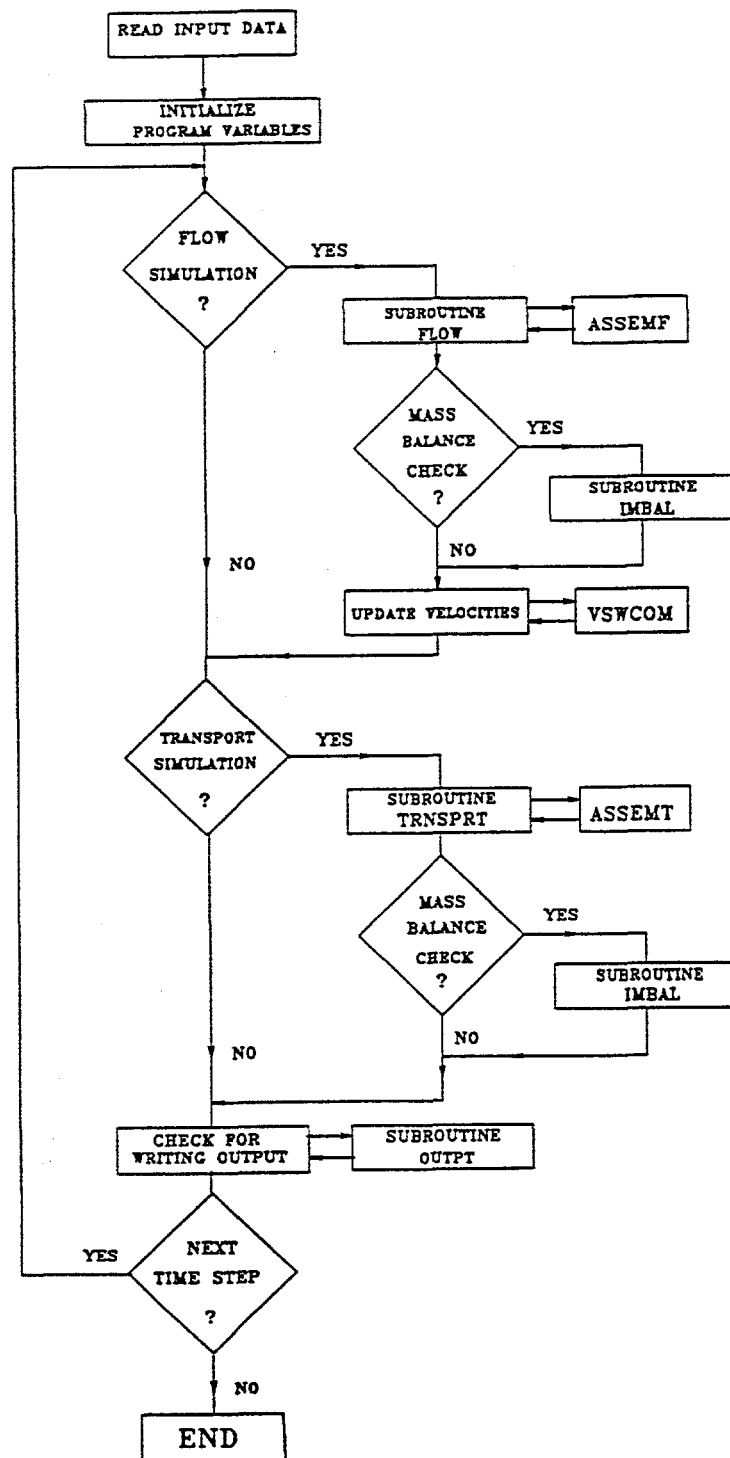 READ INPUT DATA
INITIALIZE
PROGRAM VARIABLES
FLOW
SIMULATION
?
YES
SUBROUTINE
FLOW
ASSEMF
MASS
BALANCE
CHECK
?
YES
SUBROUTINE
IMBAL
NO
NO
UPDATE VELOCITIES
VSWCOM
TRANSPORT
SIMULATION
?
YES
SUBROUTINE
TRNSPRT
ASSEMT
MASS
BALANCE
CHECK
?
YES
SUBROUTINE
IMBAL
NO
NO
CHECK FOR
WRITING OUTPUT
SUBROUTINE
OUTPT
YES
NEXT
TIME STEP
?
NO
END